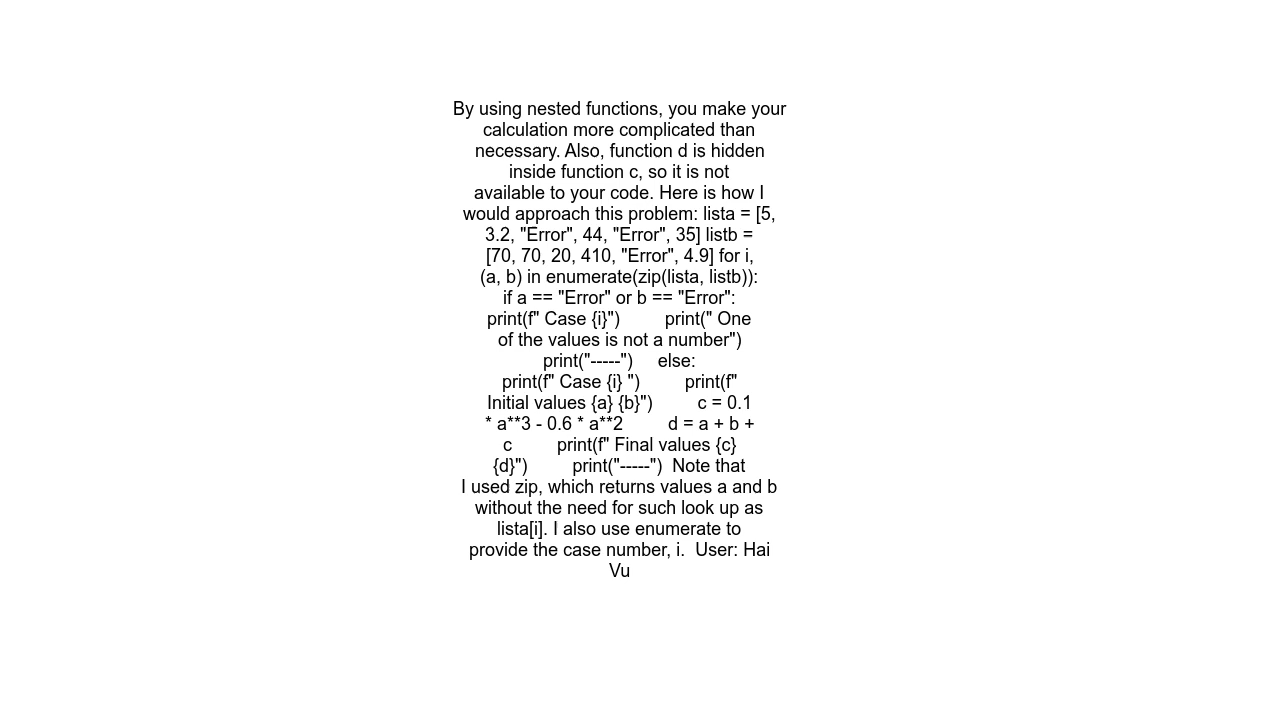 By using nested functions, you make your
calculation more complicated than
necessary. Also, function d is hidden
inside function c, so it is not
available to your code. Here is how I
would approach this problem: lista = [5,
3.2, "Error", 44, "Error", 35] listb =
[70, 70, 20, 410, "Error", 4.9] for i,
(a, b) in enumerate(zip(lista, listb)):
if a == "Error" or b == "Error":
print(f" Case {i}")         print(" One
of the values is not a number")
print("-----")     else:
print(f" Case {i} ")         print(f"
Initial values {a} {b}")         c = 0.1
* a**3 - 0.6 * a**2         d = a + b +
c         print(f" Final values {c}
{d}")         print("-----")  Note that
I used zip, which returns values a and b
without the need for such look up as
lista[i]. I also use enumerate to
provide the case number, i.  User: Hai
Vu